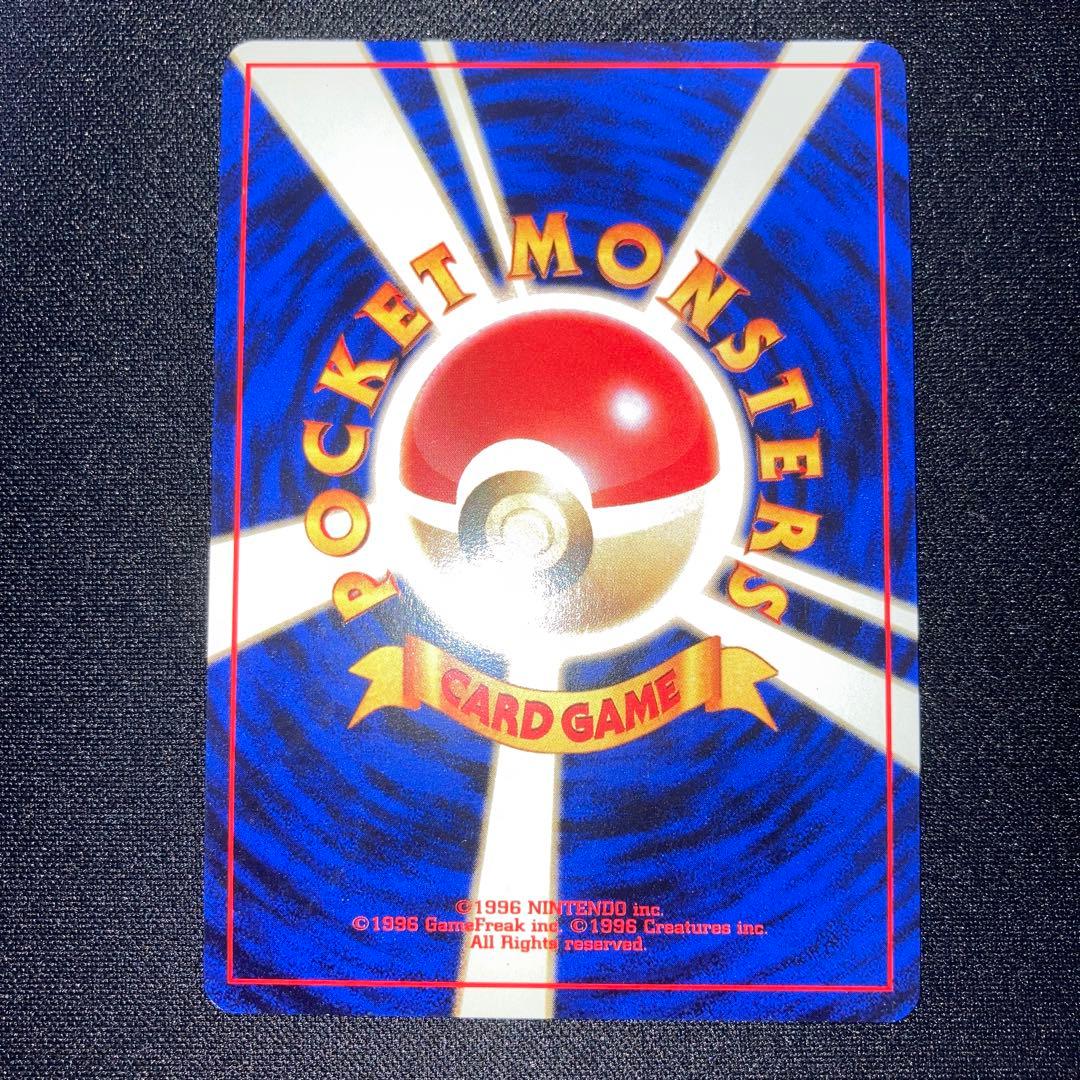 POCKET MONSTERS
CARD GAME
©1996 NINTENDO inc.
©1996 GameFreak inc. ©1996 Creatures inc.
All Rights reserved.